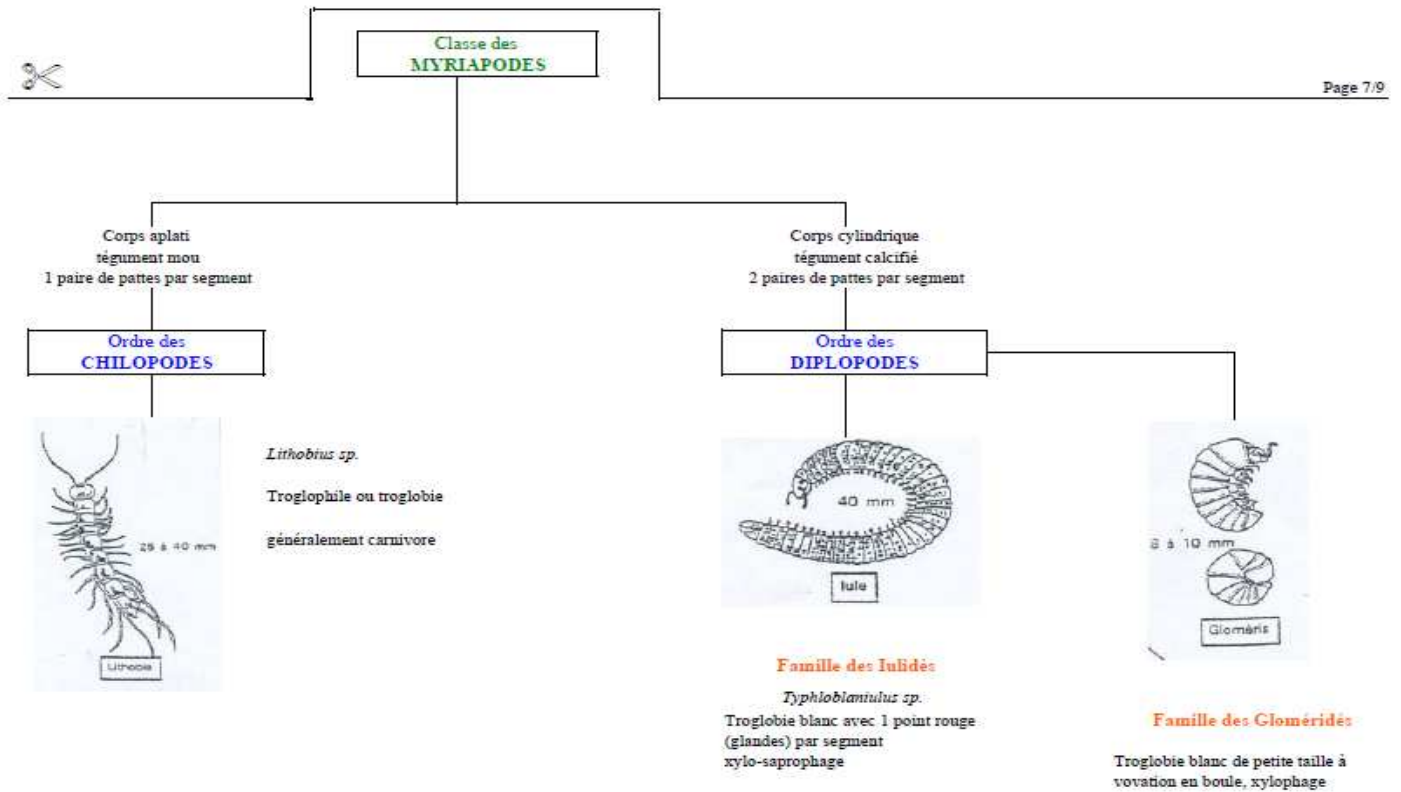 Classe des
MYRIAPODES
Page 7/9
Corps aplati
tégument mou
1 paire de pattes par segment
Ordre des
CHILOPODES
Lithobius sp.
Troglophile ou troglobie
généralement carnivore
25 à 40 mm
Lithobie
Corps cylindrique
tégument calcifié
2 paires de pattes par segment
Ordre des
DIPLOPODES
40 mm
Iule
Famille des Iulidés
Typhloblaniulus sp.
Troglobie blanc avec 1 point rouge
(glandes) par segment
xylo-saprophage
à 10 mm
Gloméris
Famille des Gloméridés
Troglobie blanc de petite taille à
vovation en boule, xylophage